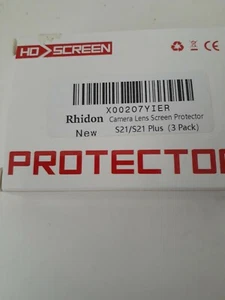 HD>SCREEN
X00207YIER
Rhidon Camera Lens Screen Protector
New S21/S21 Plus (3 Pack)
PROTECTO